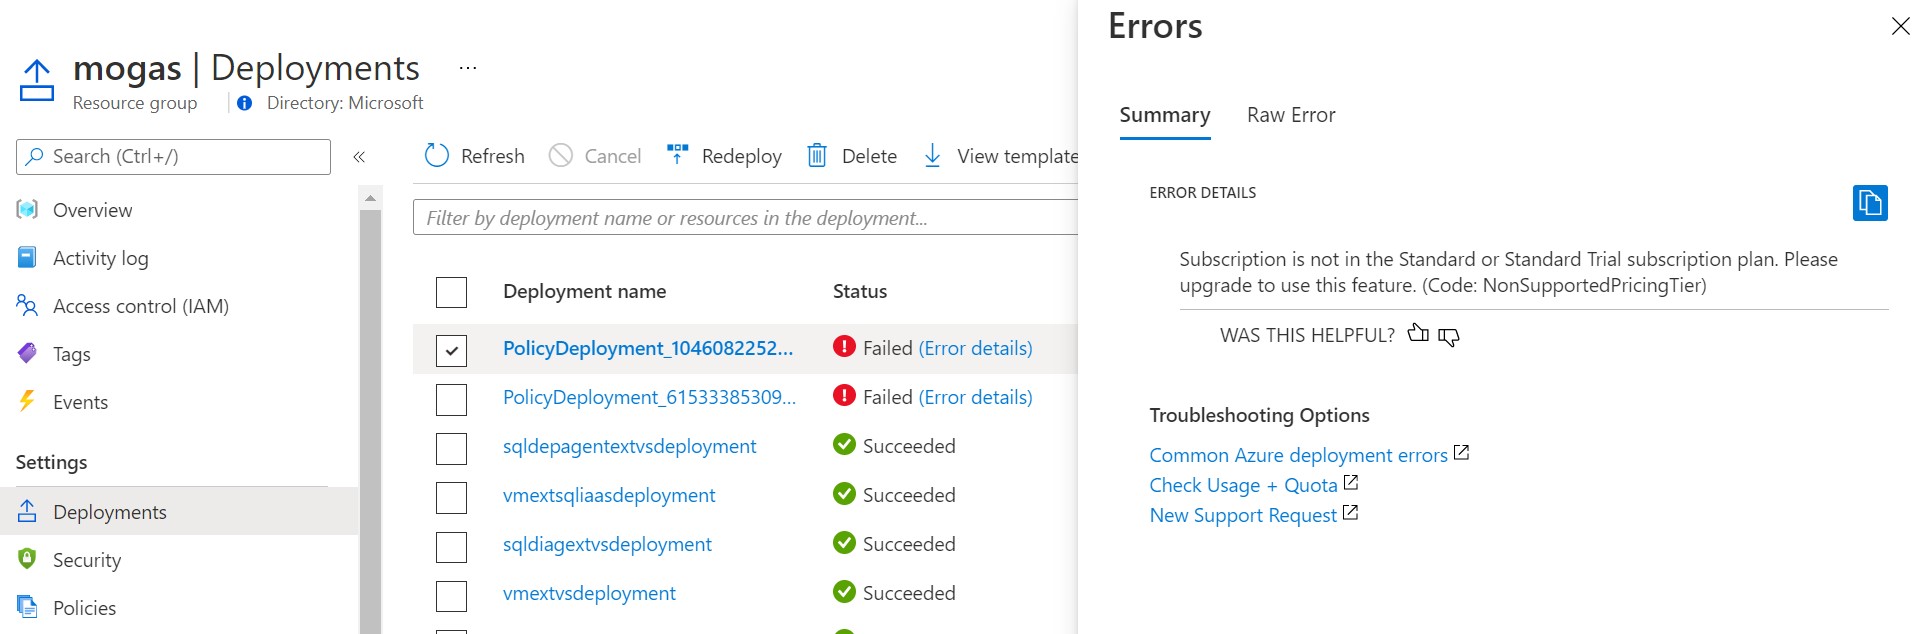 mogas | Deployments ...
Resource group Directory: Microsoft
Search (Ctrl+/)
Overview
Activity log
Access control (IAM)
Tags
Events
Settings
Deployments
Security
Policies
Refresh Cancel Redeploy Delete View template
Filter by deployment name or resources in the deployment...
Deployment name Status
PolicyDeployment_1046082252... Failed (Error details)
PolicyDeployment_61533385309... Failed (Error details)
sqldepagentextvsdeployment Succeeded
vmextsqliaasdeployment Succeeded
sqldiagextvsdeployment Succeeded
vmextvsdeployment Succeeded
Errors
Summary Raw Error
ERROR DETAILS
Subscription is not in the Standard or Standard Trial subscription plan. Please
upgrade to use this feature. (Code: NonSupportedPricingTier)
WAS THIS HELPFUL?
Troubleshooting Options
Common Azure deployment errors
Check Usage + Quota
New Support Request